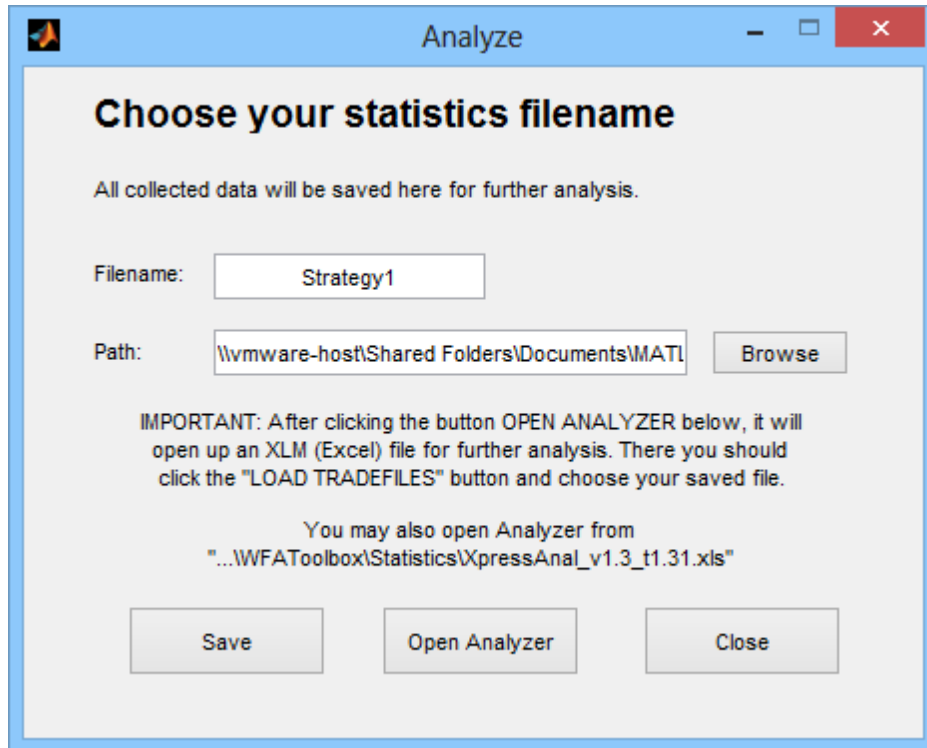 Analyze
Choose your statistics filename
All collected data will be saved here for further analysis.
Filename:
Strategy1
Path:
\\vmware-host\Shared Folders\Documents\MATL
Browse
IMPORTANT: After clicking the button OPEN ANALYZER below, it will
open up an XLM (Excel) file for further analysis. There you should
click the "LOAD TRADEFILES" button and choose your saved file.
You may also open Analyzer from
"...\WFAToolbox\Statistics\XpressAnal_v1.3_t1.31.xls"
Save
Open Analyzer
Close